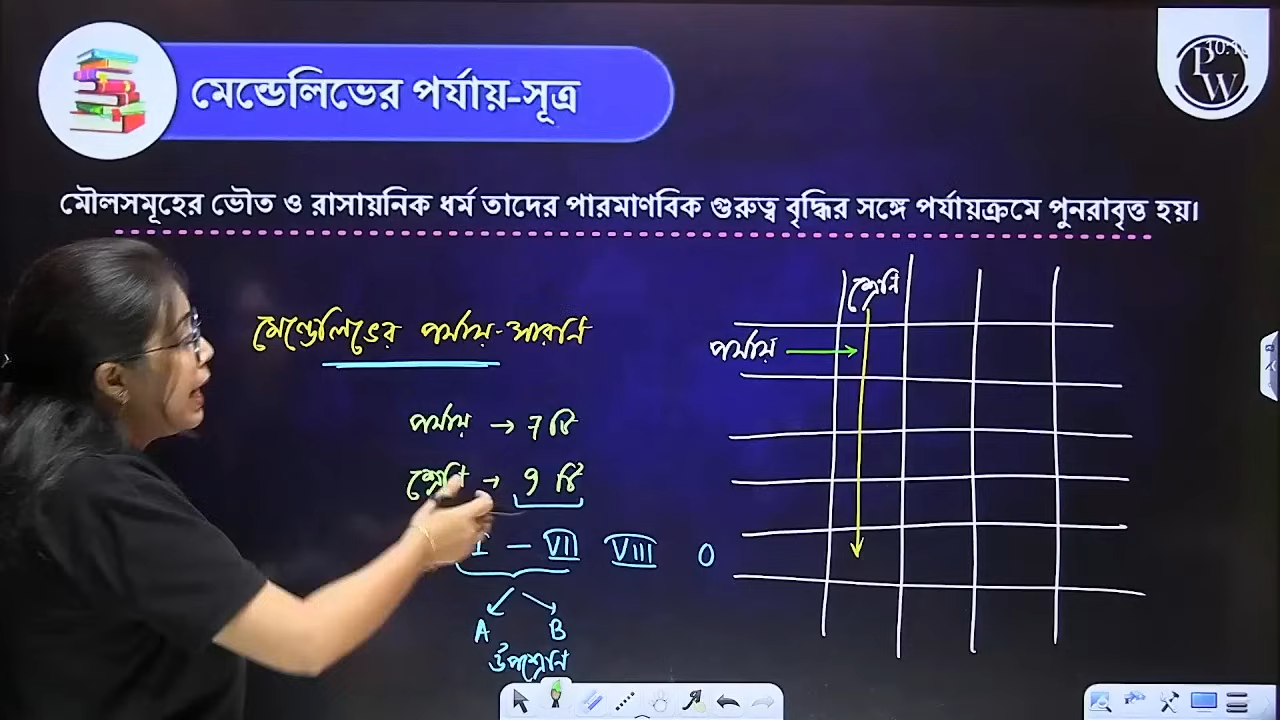 মেন্ডেলিভের পর্যায়-সূত্র
PW
মৌলসমূহের ভৌত ও রাসায়নিক ধর্ম তাদের পারমাণবিক গুরুত্ব বৃদ্ধির সঙ্গে পর্যায়ক্রমে পুনরাবৃত্ত হয়।
শ্রেণি
মেন্ডেলিভের পর্যায়-সারণি
পর্যায় →
পর্যায় → 7 টি
শ্রেণি → 9 টি
I – VII VIII 0
A B
উপশ্রেণি